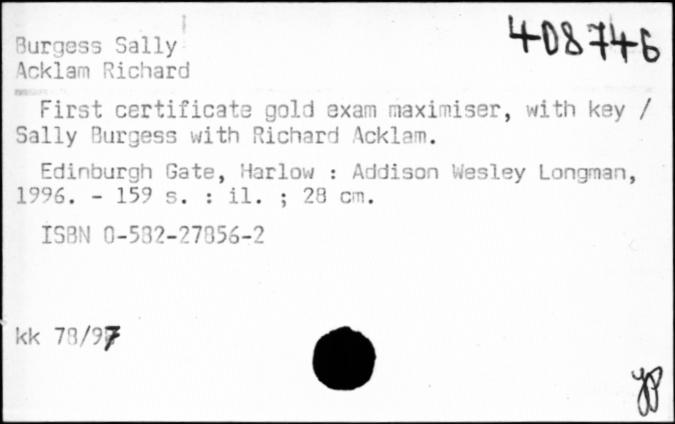 408746
Burgess Sally
Acklam Richard
First certificate gold exam maximiser, with key /
Sally Burgess with Richard Acklam.
Edinburgh Gate, Harlow : Addison Wesley Longman,
1996. - 159 s. : il. ; 28 cm.
ISBN 0-582-27856-2
kk 78/97